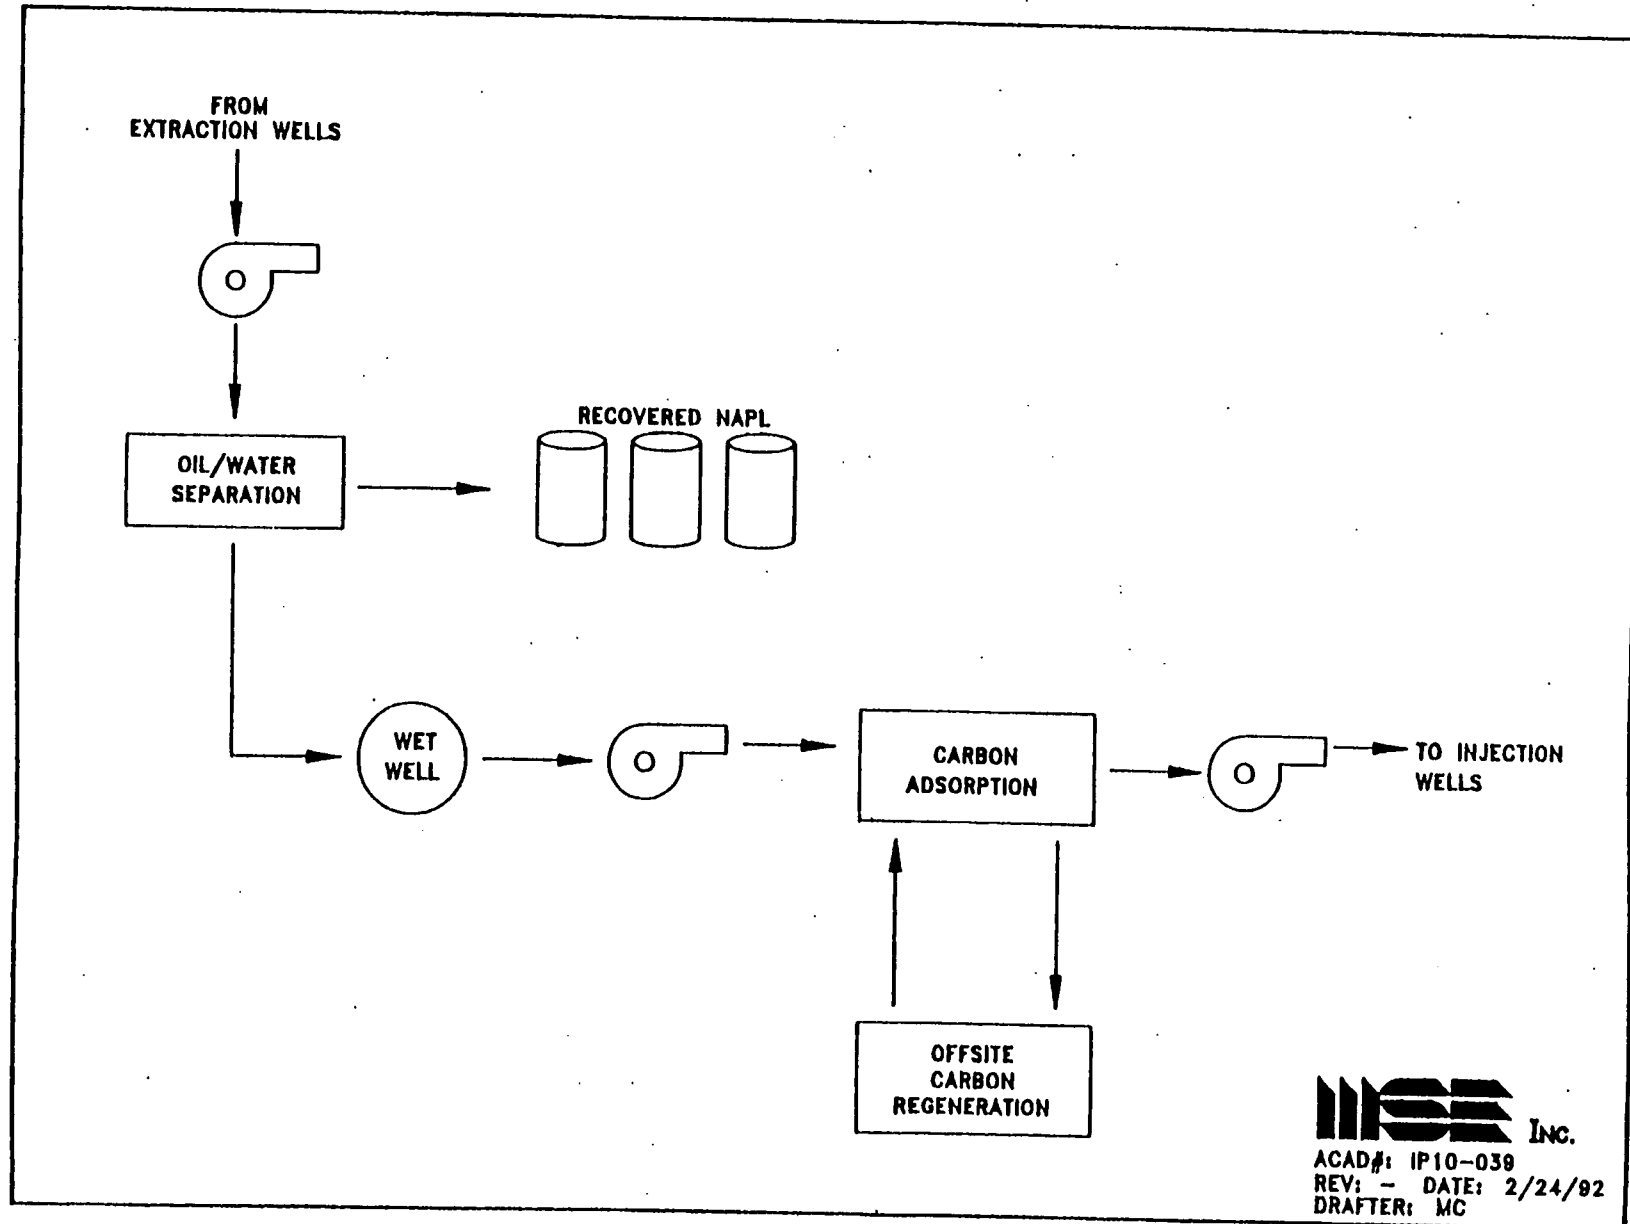 FROM
EXTRACTION WELLS
RECOVERED NAPL
OIL/WATER
SEPARATION
WET
WELL
CARBON
ADSORPTION
TO INJECTION
WELLS
OFFSITE
CARBON
REGENERATION
MSE INC.
ACAD#: IP10-039
REV: - DATE: 2/24/92
DRAFTER: MC